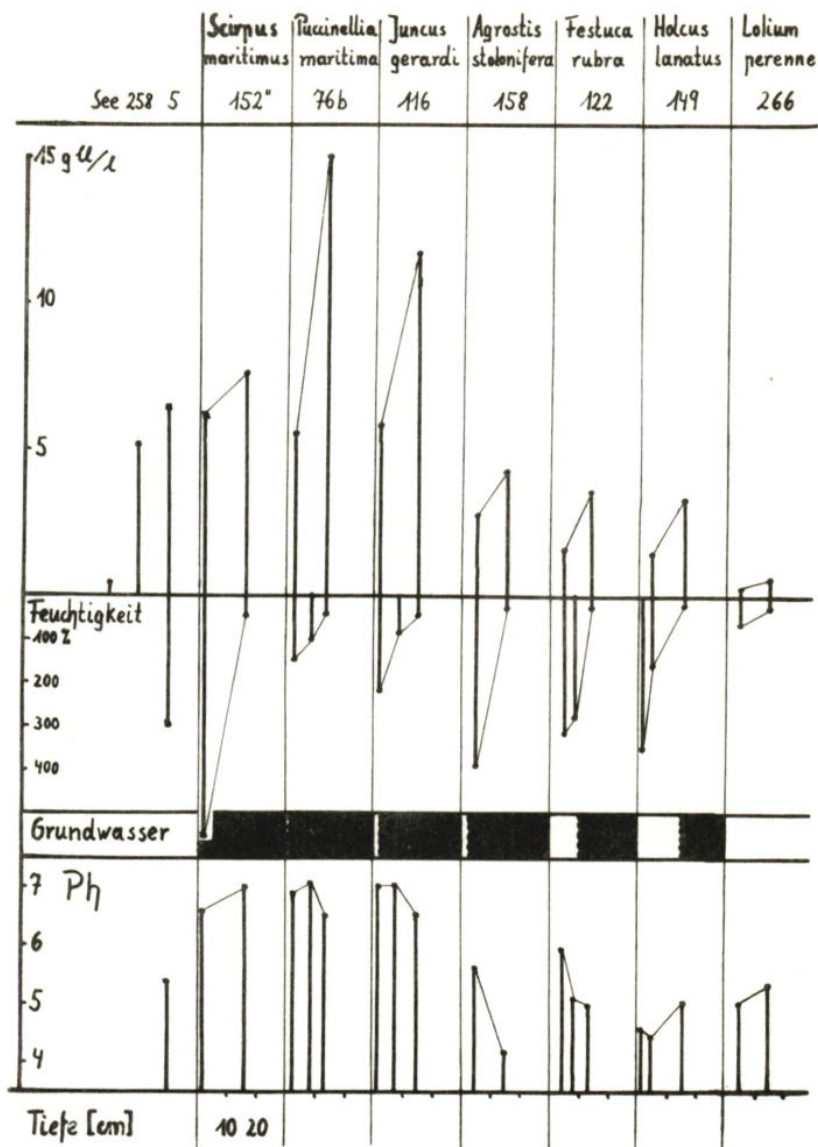 Scirpus Puccinellia Juncus Agrostis Festuca Holcus Lolium
maritimus maritima gerardi stolonifera rubra lanatus perenne
See 258 5 152" 76b 116 158 122 149 266
15 g Cl/l
10
5
Feuchtigkeit
100 %
200
300
400
Grundwasser
7 Ph
6
5
4
Tiefe [cm] 10 20